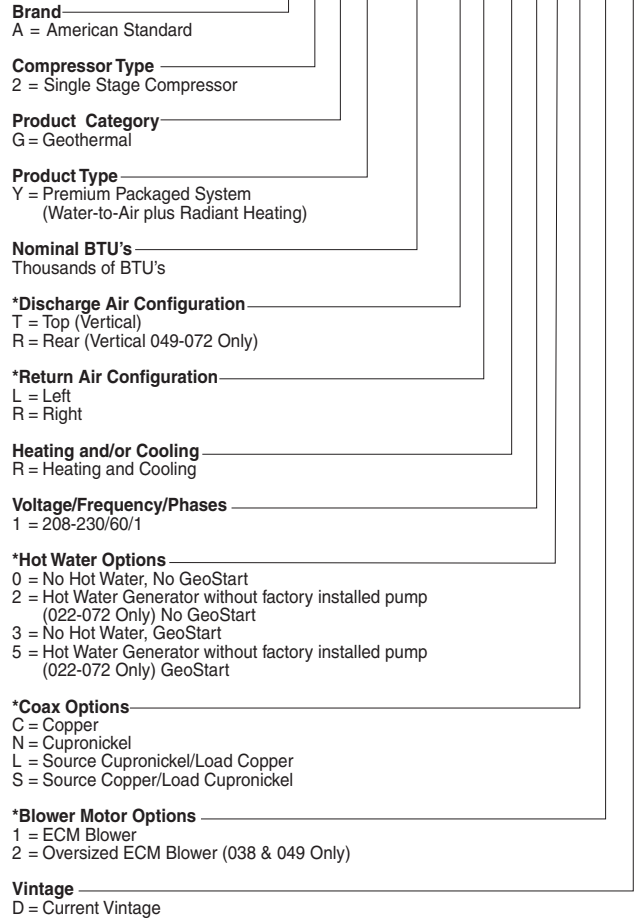 Brand
A = American Standard
Compressor Type
2 = Single Stage Compressor
Product Category
G = Geothermal
Product Type
Y = Premium Packaged System
(Water-to-Air plus Radiant Heating)
Nominal BTU's
Thousands of BTU's
*Discharge Air Configuration
T = Top (Vertical)
R = Rear (Vertical 049-072 Only)
*Return Air Configuration
L = Left
R = Right
Heating and/or Cooling
R = Heating and Cooling
Voltage/Frequency/Phases
1 = 208-230/60/1
*Hot Water Options
0 = No Hot Water, No GeoStart
2 = Hot Water Generator without factory installed pump
(022-072 Only) No GeoStart
3 = No Hot Water, GeoStart
5 = Hot Water Generator without factory installed pump
(022-072 Only) GeoStart
*Coax Options
C = Copper
N = Cupronickel
L = Source Cupronickel/Load Copper
S = Source Copper/Load Cupronickel
*Blower Motor Options
1 = ECM Blower
2 = Oversized ECM Blower (038 & 049 Only)
Vintage
D = Current Vintage